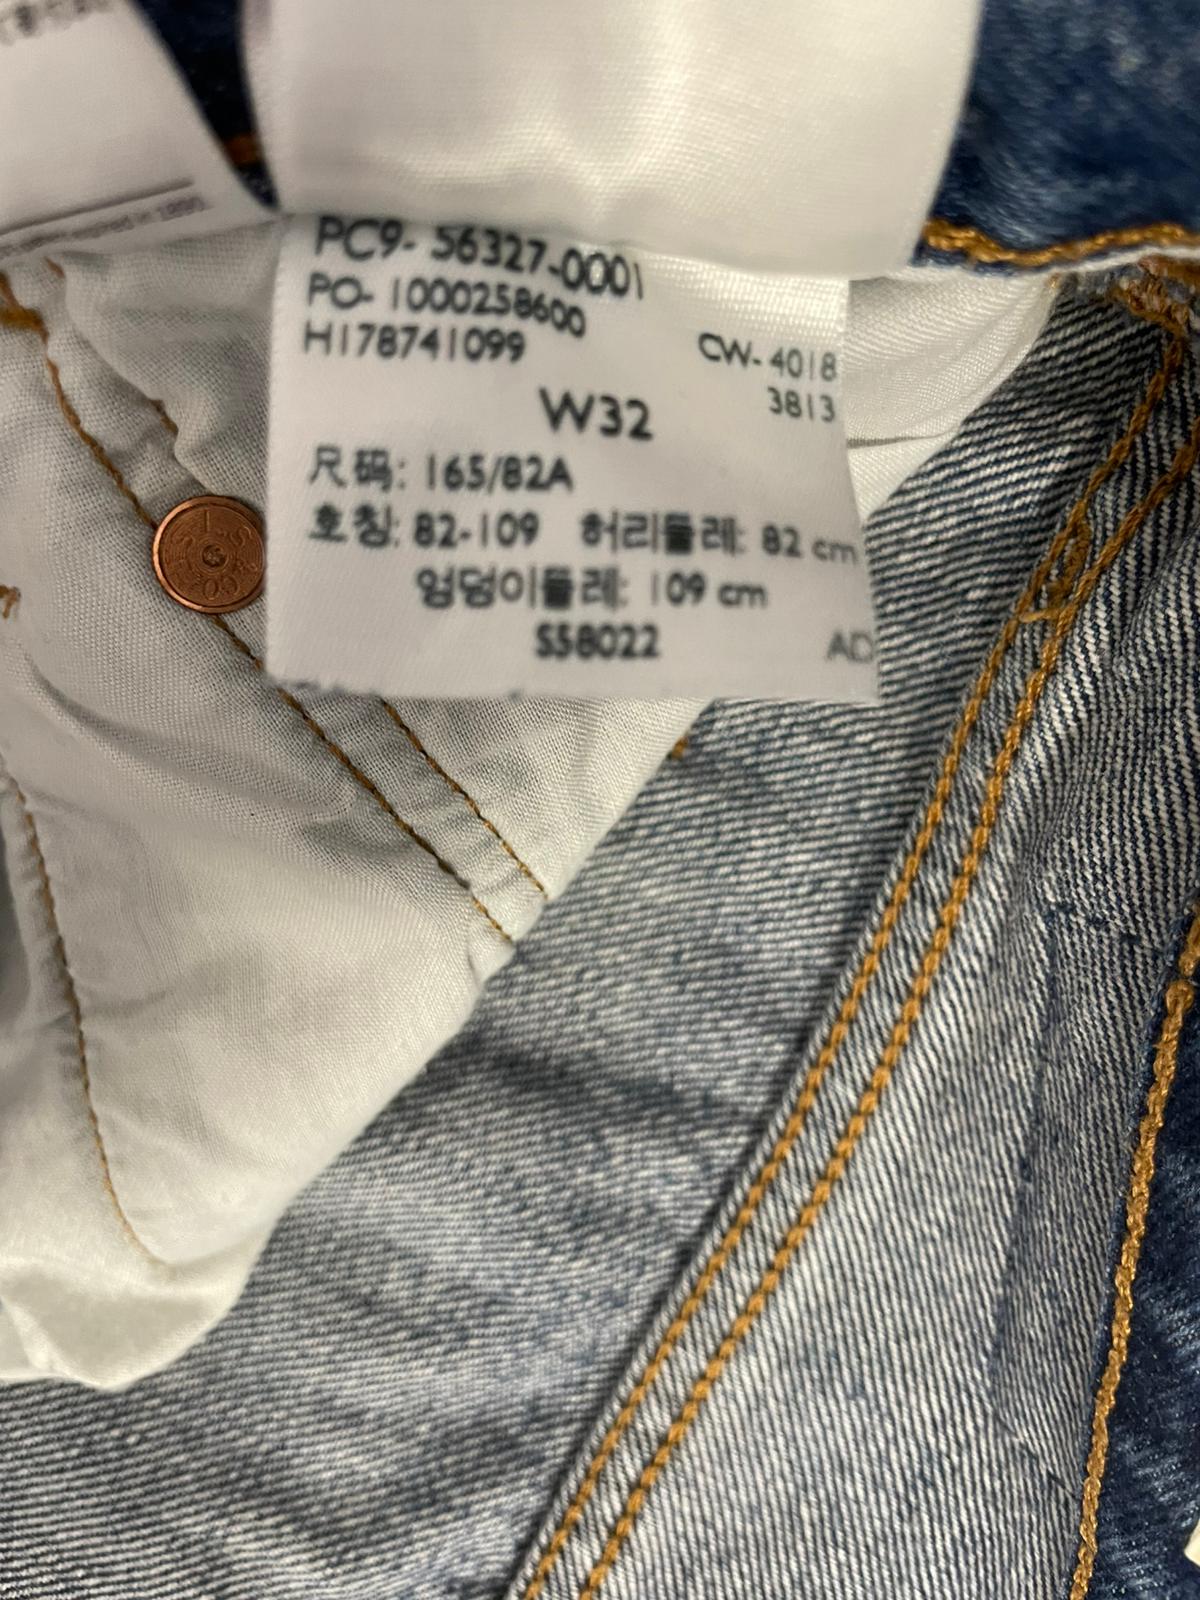 PC9- 56327-0001
PO- 1000258600
H178741099
CW- 4018
3813
W32
尺码: 165/82A
호칭: 82-109 허리둘레: 82 cm
엉덩이둘레: 109 cm
S58022 AD